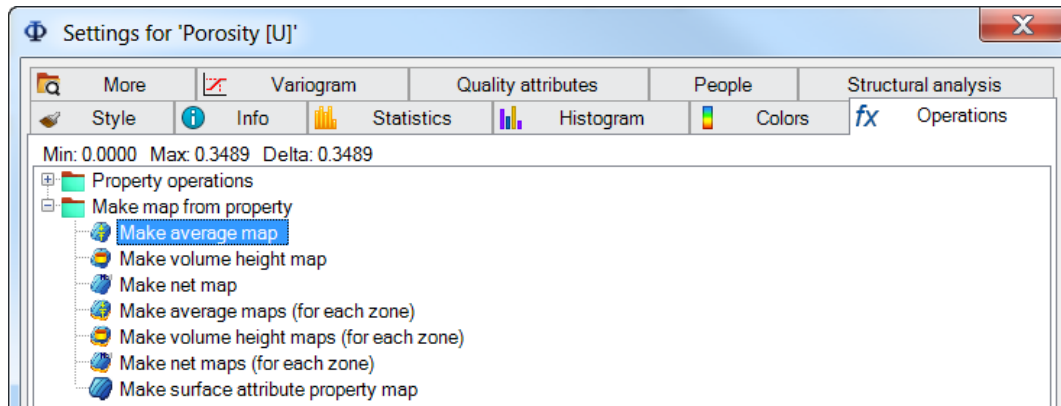 Φ Settings for 'Porosity [U]'
More Variogram Quality attributes People Structural analysis
Style Info Statistics Histogram Colors fx Operations
Min: 0.0000 Max: 0.3489 Delta: 0.3489
Property operations
Make map from property
Make average map
Make volume height map
Make net map
Make average maps (for each zone)
Make volume height maps (for each zone)
Make net maps (for each zone)
Make surface attribute property map